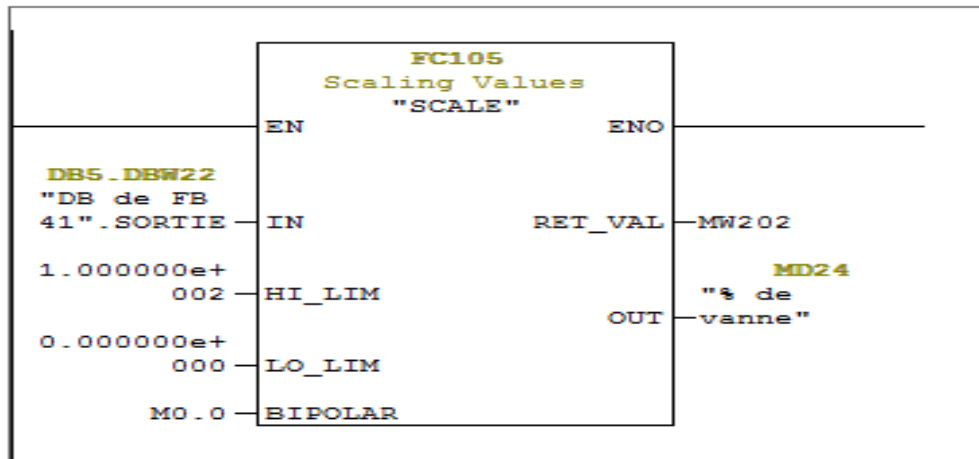 FC105
Scaling Values
"SCALE"
EN ENO
DB5.DBW22
"DB de FB
41".SORTIE IN RET_VAL MW202
1.000000e+
002 HI_LIM
MD24
"% de
vanne" OUT
0.000000e+
000 LO_LIM
M0.0 BIPOLAR